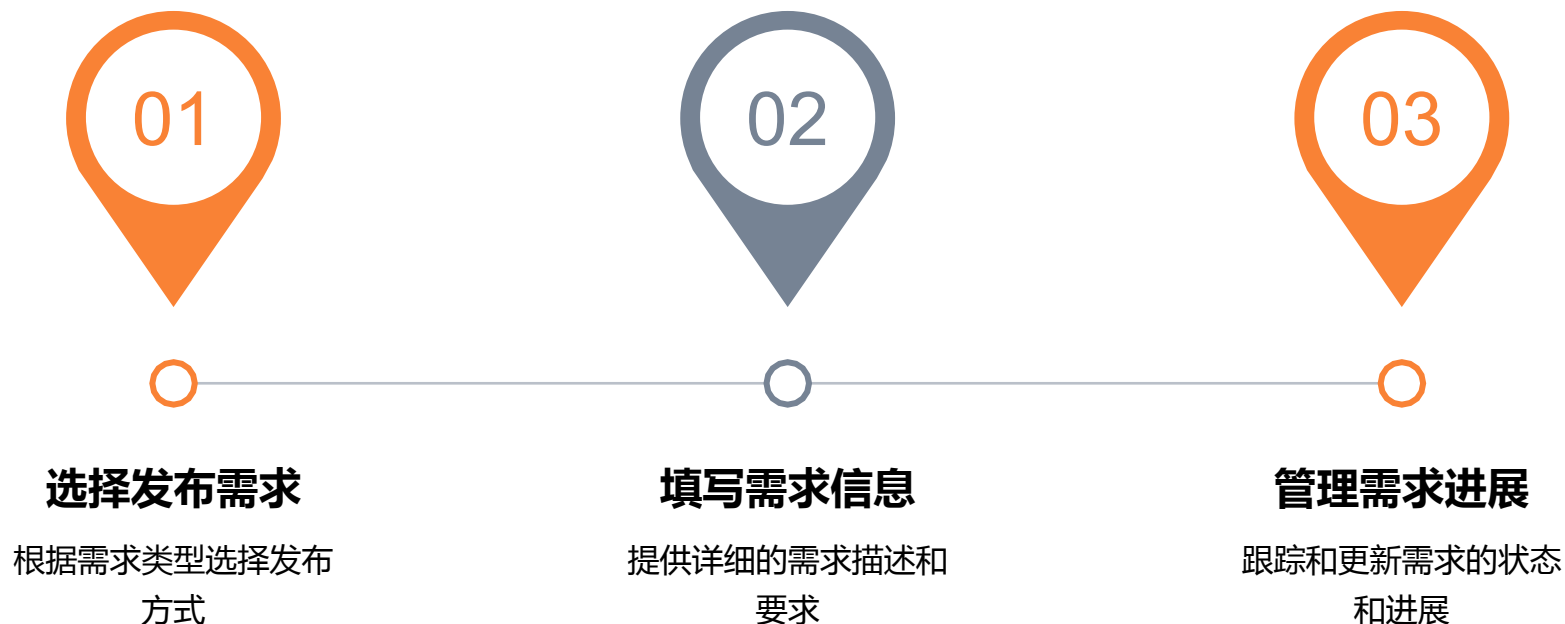 01
02
03
选择发布需求
填写需求信息
管理需求进展
根据需求类型选择发布
方式
提供详细的需求描述和
要求
跟踪和更新需求的状态
和进展